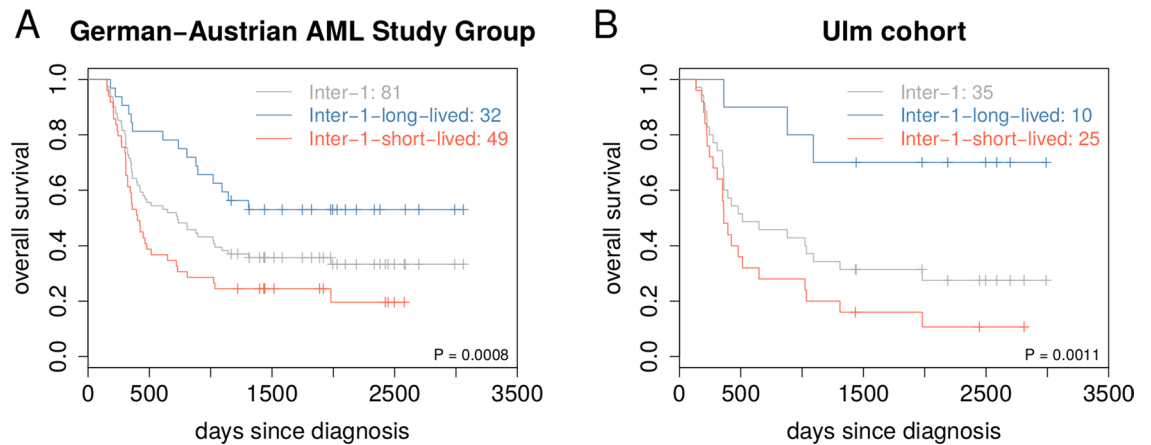 A
German−Austrian AML Study Group
overall survival
0.0 0.2 0.4 0.6 0.8 1.0
Inter−1: 81
Inter−1−long−lived: 32
Inter−1−short−lived: 49
P = 0.0008
0 500 1500 2500 3500
days since diagnosis
B
Ulm cohort
overall survival
0.0 0.2 0.4 0.6 0.8 1.0
Inter−1: 35
Inter−1−long−lived: 10
Inter−1−short−lived: 25
P = 0.0011
0 500 1500 2500 3500
days since diagnosis